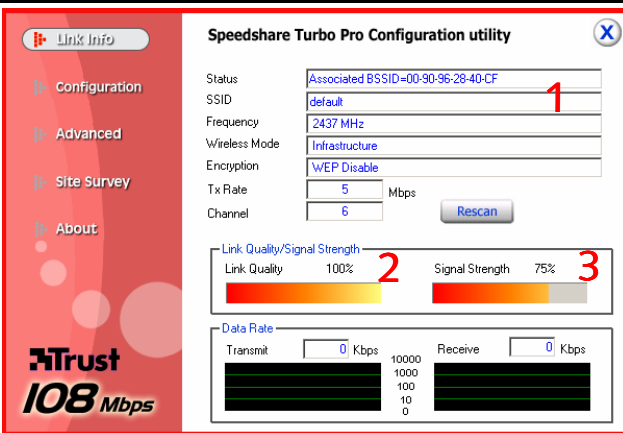 Link Info
Configuration
Advanced
Site Survey
About
Trust
108 Mbps
Speedshare Turbo Pro Configuration utility
X
Status Associated BSSID=00-90-96-28-40-CF
1
SSID default
Frequency 2437 MHz
Wireless Mode Infrastructure
Encryption WEP Disable
Tx Rate 5 Mbps
Channel 6 Rescan
Link Quality/Signal Strength
Link Quality 100% 2 Signal Strength 75% 3
Data Rate
Transmit 0 Kbps Receive 0 Kbps
10000
1000
100
10
0